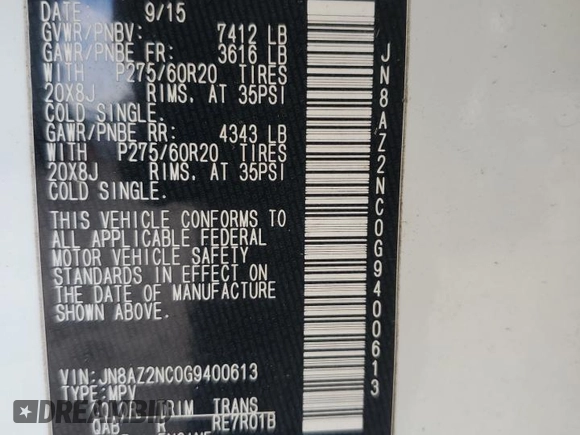 DATE: 9/15
GVWR/PNBV: 7412 LB
GAWR/PNBE FR: 3616 LB
WITH P275/60R20 TIRES
20X8J RIMS, AT 35PSI
COLD SINGLE.
GAWR/PNBE RR: 4343 LB
WITH P275/60R20 TIRES
20X8J RIMS, AT 35PSI
COLD SINGLE.
THIS VEHICLE CONFORMS TO
ALL APPLICABLE FEDERAL
MOTOR VEHICLE SAFETY
STANDARDS IN EFFECT ON
THE DATE OF MANUFACTURE
SHOWN ABOVE.
VIN:JN8AZ2NC0G9400613
TYPE:MPV
TRIM TRANS
QAB R RE7R01B
JN8AZ2NC0G9400613
DREAMBID